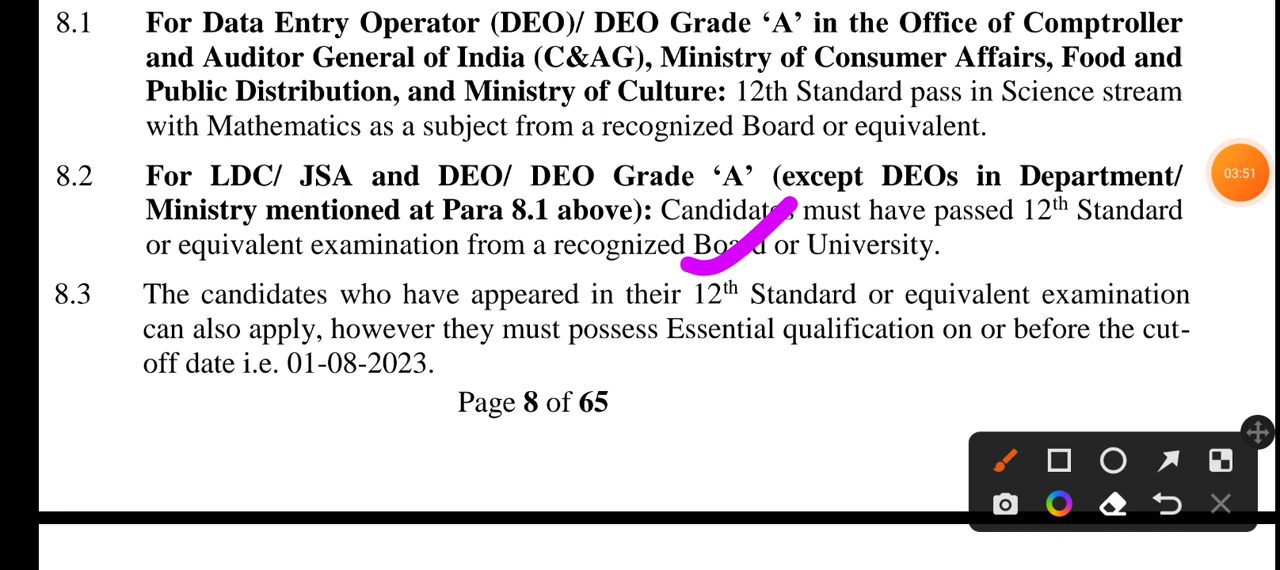 8.1 For Data Entry Operator (DEO)/ DEO Grade ‘A’ in the Office of Comptroller
and Auditor General of India (C&AG), Ministry of Consumer Affairs, Food and
Public Distribution, and Ministry of Culture: 12th Standard pass in Science stream
with Mathematics as a subject from a recognized Board or equivalent.
8.2 For LDC/ JSA and DEO/ DEO Grade ‘A’ (except DEOs in Department/
Ministry mentioned at Para 8.1 above): Candidates must have passed 12th Standard
or equivalent examination from a recognized Board or University.
8.3 The candidates who have appeared in their 12th Standard or equivalent examination
can also apply, however they must possess Essential qualification on or before the cut-
off date i.e. 01-08-2023.
Page 8 of 65
03:51